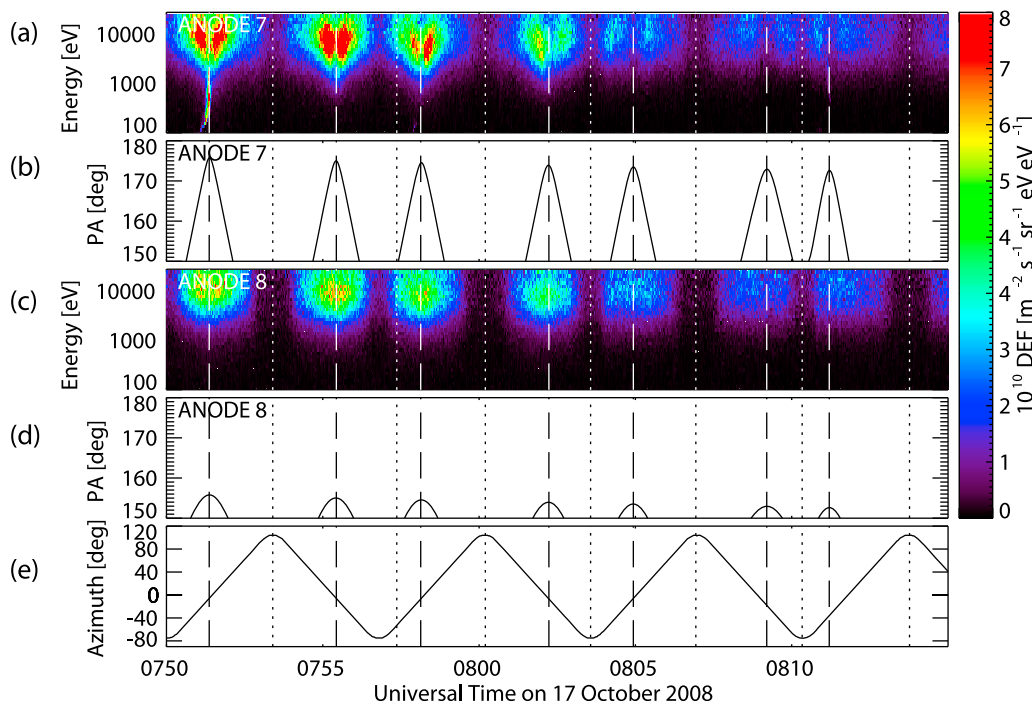 (a)
ANODE 7
Energy [eV]
10000
1000
100
(b)
ANODE 7
PA [deg]
180
170
160
150
(c)
ANODE 8
Energy [eV]
10000
1000
100
(d)
ANODE 8
PA [deg]
180
170
160
150
(e)
Azimuth [deg]
120
80
40
0
-40
-80
0750
0755
0800
0805
0810
Universal Time on 17 October 2008
8
7
6
5
4
3
2
1
0
10¹⁰ DEF [m⁻² s⁻¹ sr⁻¹ eV eV⁻¹]